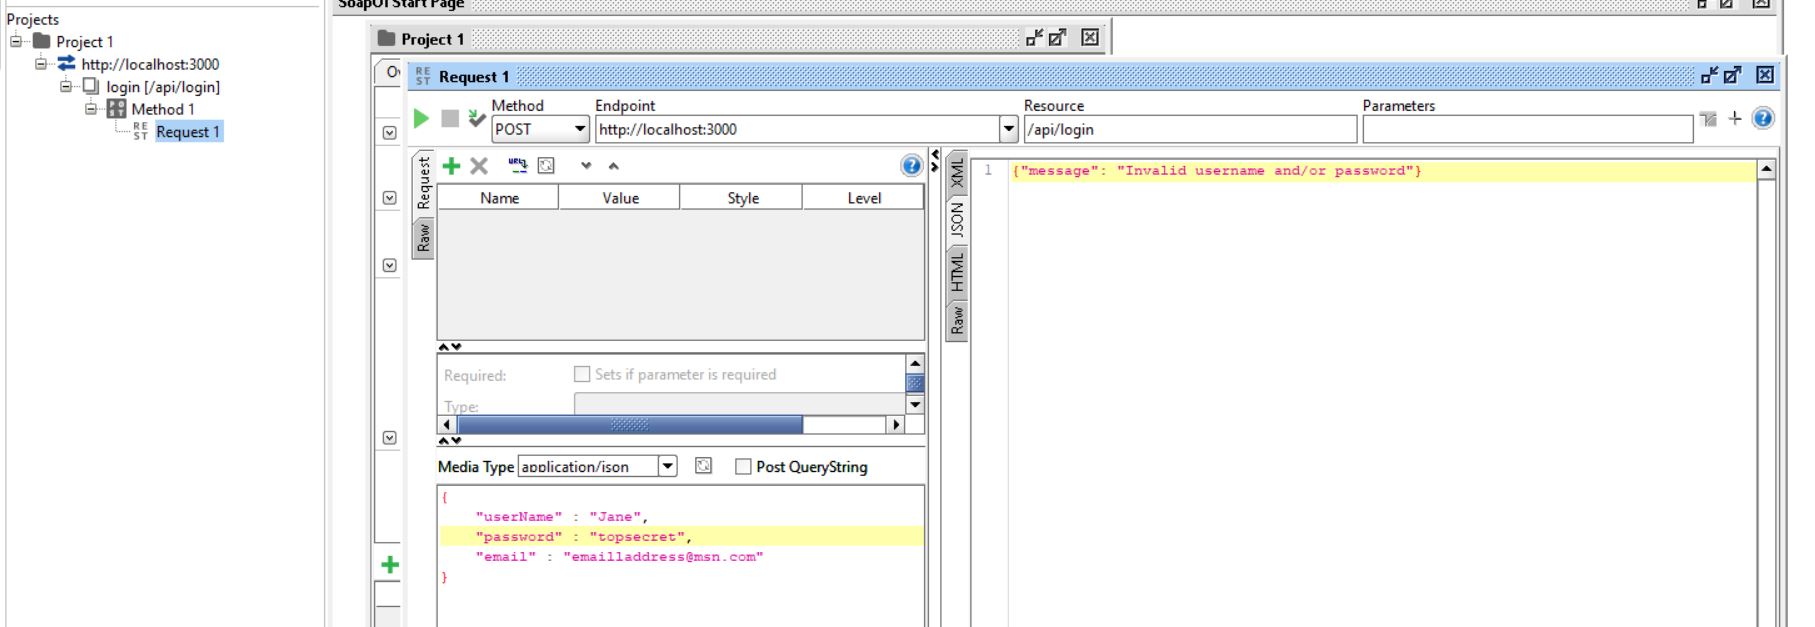 SoapUI Start Page
Projects
Project 1
http://localhost:3000
login [/api/login]
Method 1
REST Request 1
Project 1
Ov
REST Request 1
Method
Endpoint
Resource
Parameters
POST
http://localhost:3000
/api/login
Request
Raw
Name Value Style Level
Required: Sets if parameter is required
Type:
Media Type application/json Post QueryString
{
"userName" : "Jane",
"password" : "topsecret",
"email" : "emailladdress@msn.com"
}
XML
JSON
HTML
Raw
1 {"message": "Invalid username and/or password"}